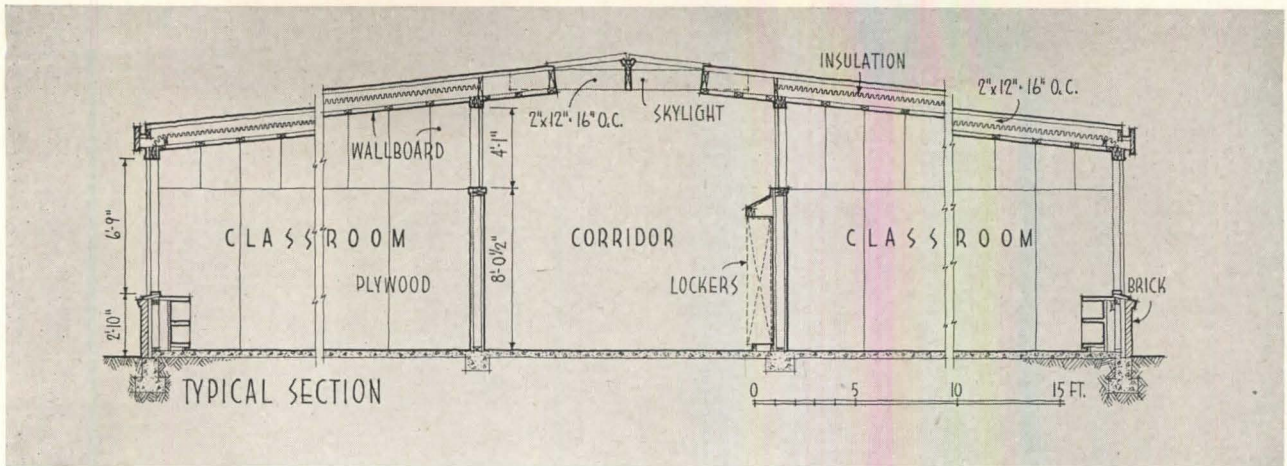 INSULATION
2"x12"·16" O.C.
2"x12"·16" O.C.
SKYLIGHT
WALLBOARD
4'·1"
6'·9"
CLASSROOM
CORRIDOR
CLASSROOM
8'·0½"
PLYWOOD
LOCKERS
BRICK
2'·10"
TYPICAL SECTION
0 5 10 15 FT.